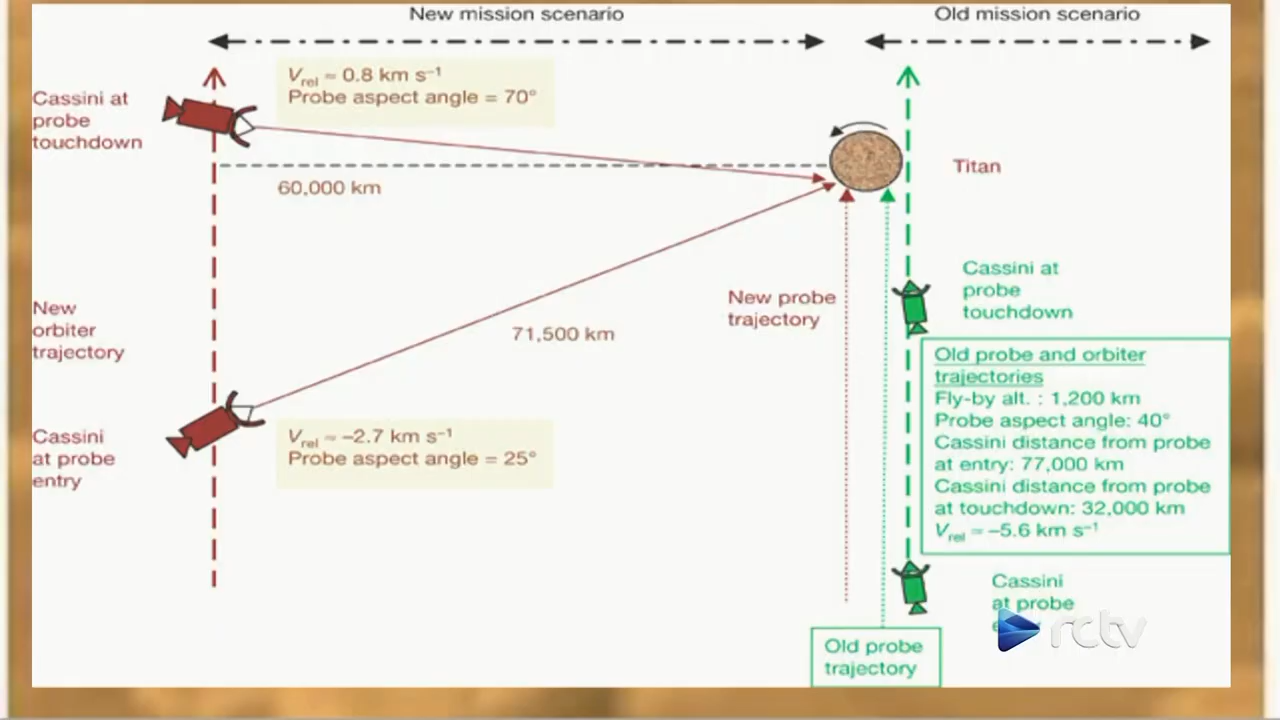 New mission scenario
Old mission scenario
Cassini at
probe
touchdown
Vrel = 0.8 km s–1
Probe aspect angle = 70°
60,000 km
Titan
New
orbiter
trajectory
71,500 km
New probe
trajectory
Cassini at
probe
touchdown
Cassini
at probe
entry
Vrel = –2.7 km s–1
Probe aspect angle = 25°
Old probe and orbiter
trajectories
Fly-by alt. : 1,200 km
Probe aspect angle: 40°
Cassini distance from probe
at entry: 77,000 km
Cassini distance from probe
at touchdown: 32,000 km
Vrel = –5.6 km s–1
Cassini
at probe
Old probe
trajectory
rctv